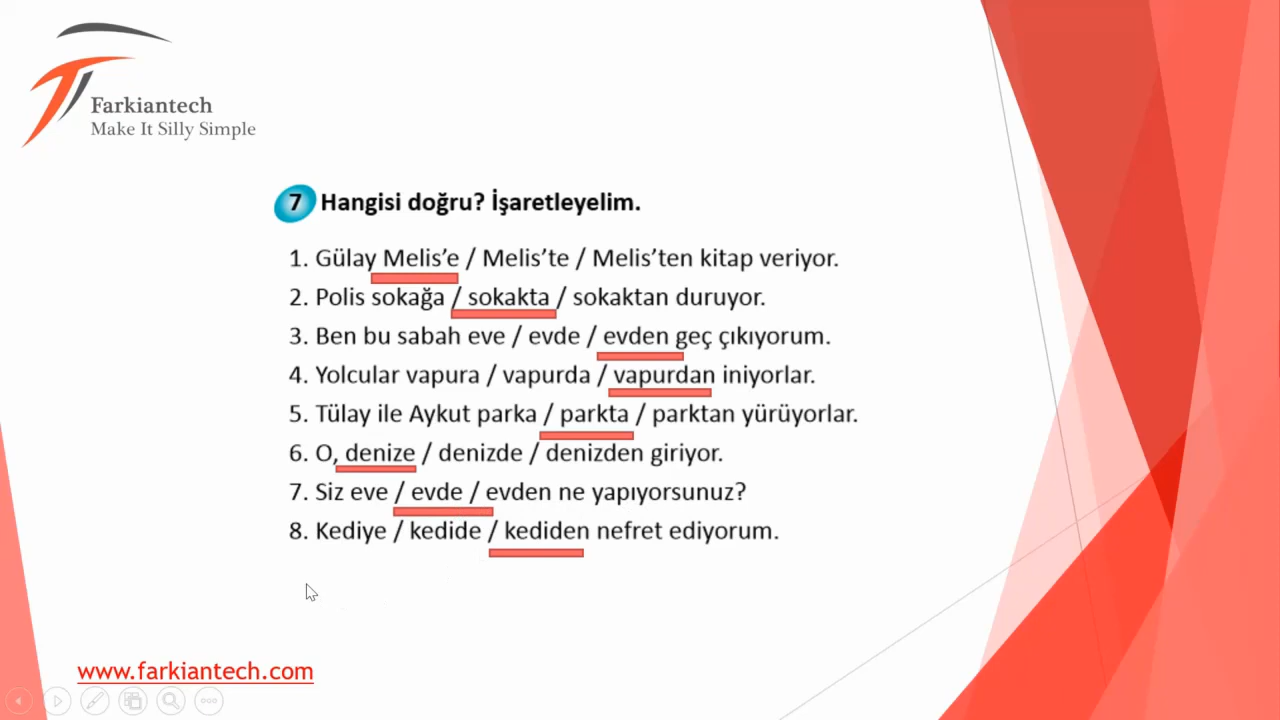 Farkiantech
Make It Silly Simple
7 Hangisi doğru? İşaretleyelim.
1. Gülay Melis’e / Melis’te / Melis’ten kitap veriyor.
2. Polis sokağa / sokakta / sokaktan duruyor.
3. Ben bu sabah eve / evde / evden geç çıkıyorum.
4. Yolcular vapura / vapurda / vapurdan iniyorlar.
5. Tülay ile Aykut parka / parkta / parktan yürüyorlar.
6. O, denize / denizde / denizden giriyor.
7. Siz eve / evde / evden ne yapıyorsunuz?
8. Kediye / kedide / kediden nefret ediyorum.
www.farkiantech.com